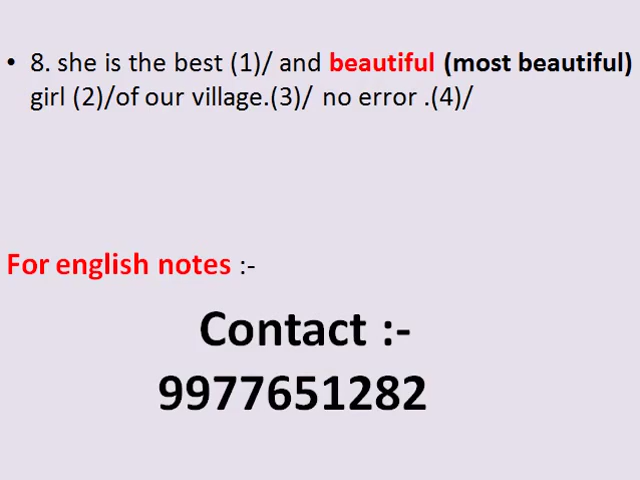 • 8. she is the best (1)/ and beautiful (most beautiful)
girl (2)/of our village.(3)/ no error .(4)/
For english notes :-
Contact :-
9977651282